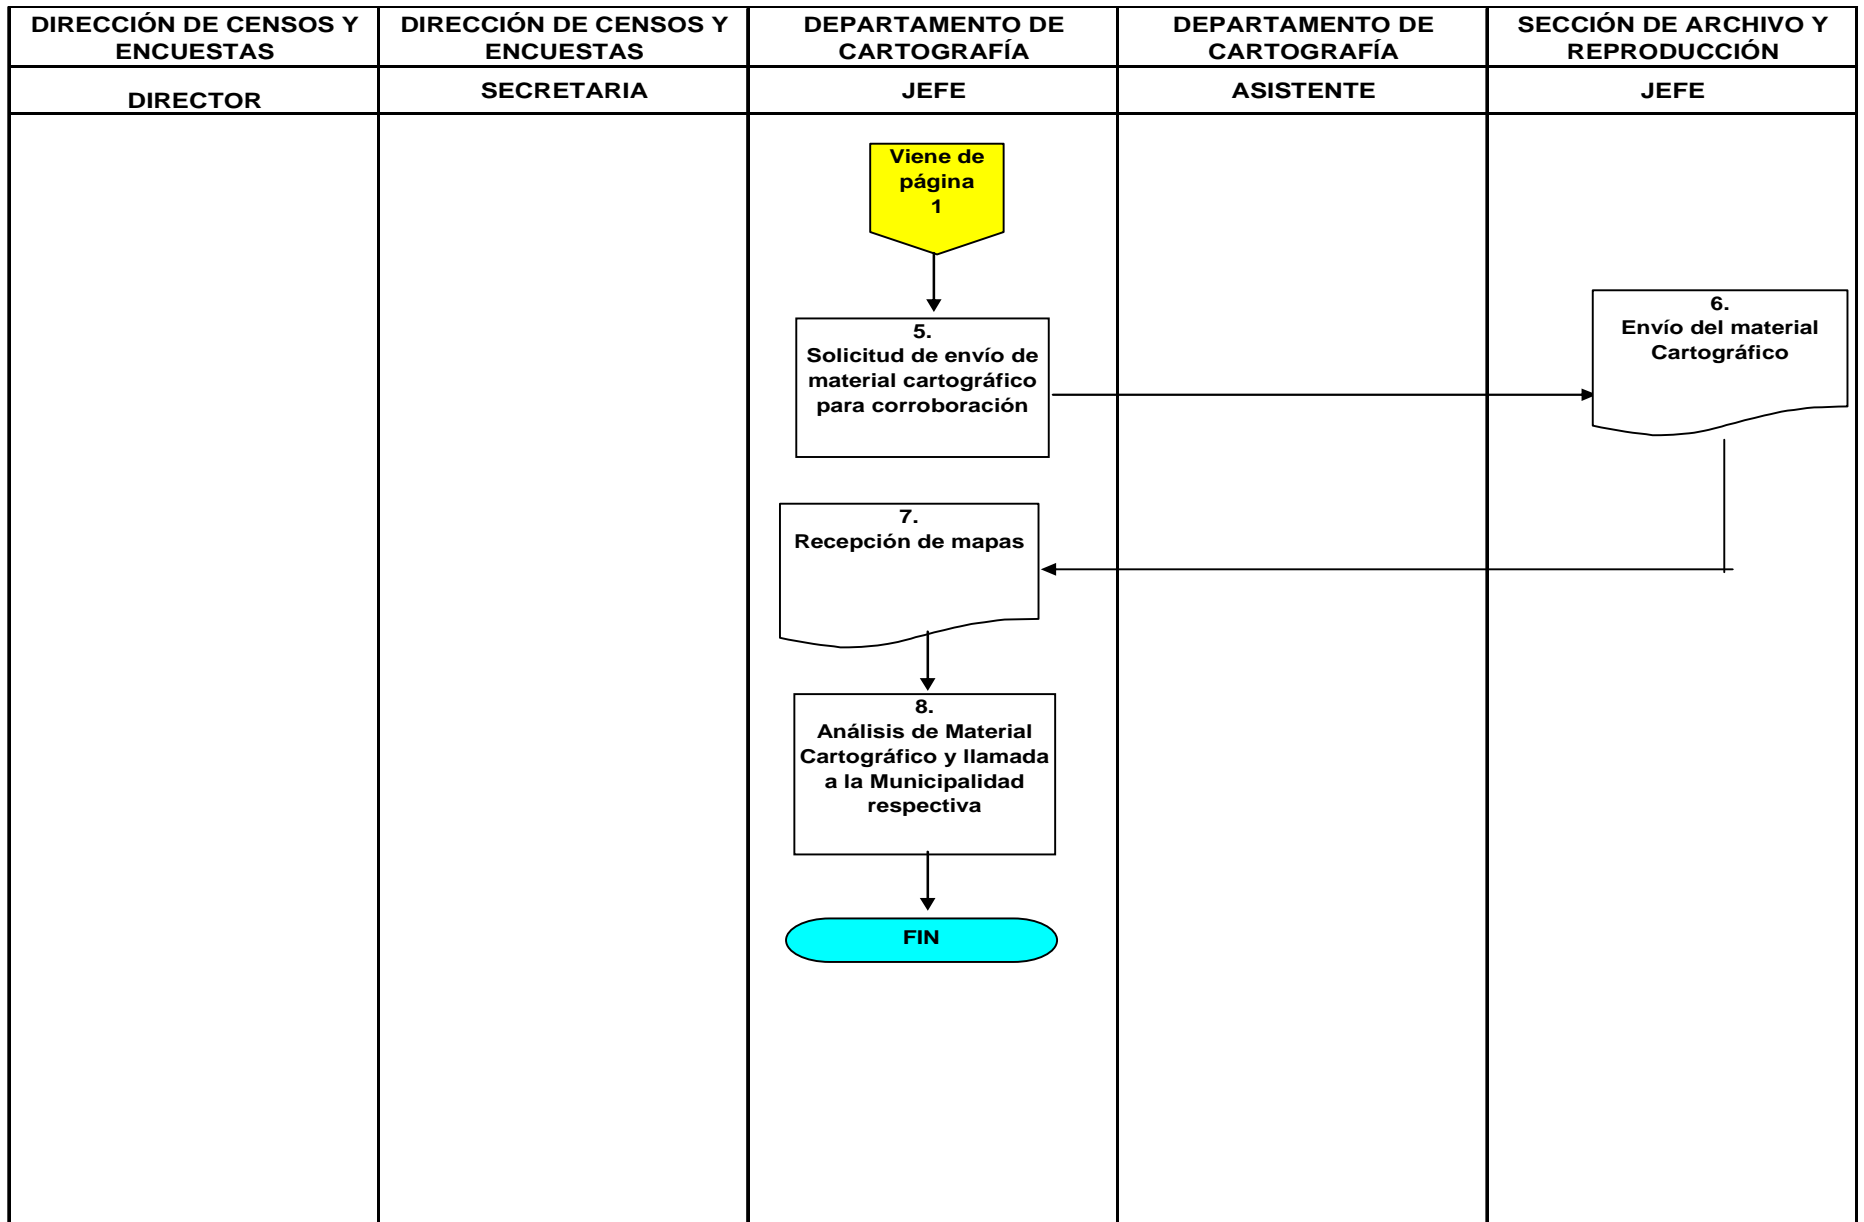 DIRECCIÓN DE CENSOS Y
ENCUESTAS
DIRECCIÓN DE CENSOS Y
ENCUESTAS
DEPARTAMENTO DE
CARTOGRAFÍA
DEPARTAMENTO DE
CARTOGRAFÍA
SECCIÓN DE ARCHIVO Y
REPRODUCCIÓN
DIRECTOR
SECRETARIA
JEFE
ASISTENTE
JEFE
Viene de
página
1
5.
Solicitud de envío de
material cartográfico
para corroboración
6.
Envío del material
Cartográfico
7.
Recepción de mapas
8.
Análisis de Material
Cartográfico y llamada
a la Municipalidad
respectiva
FIN